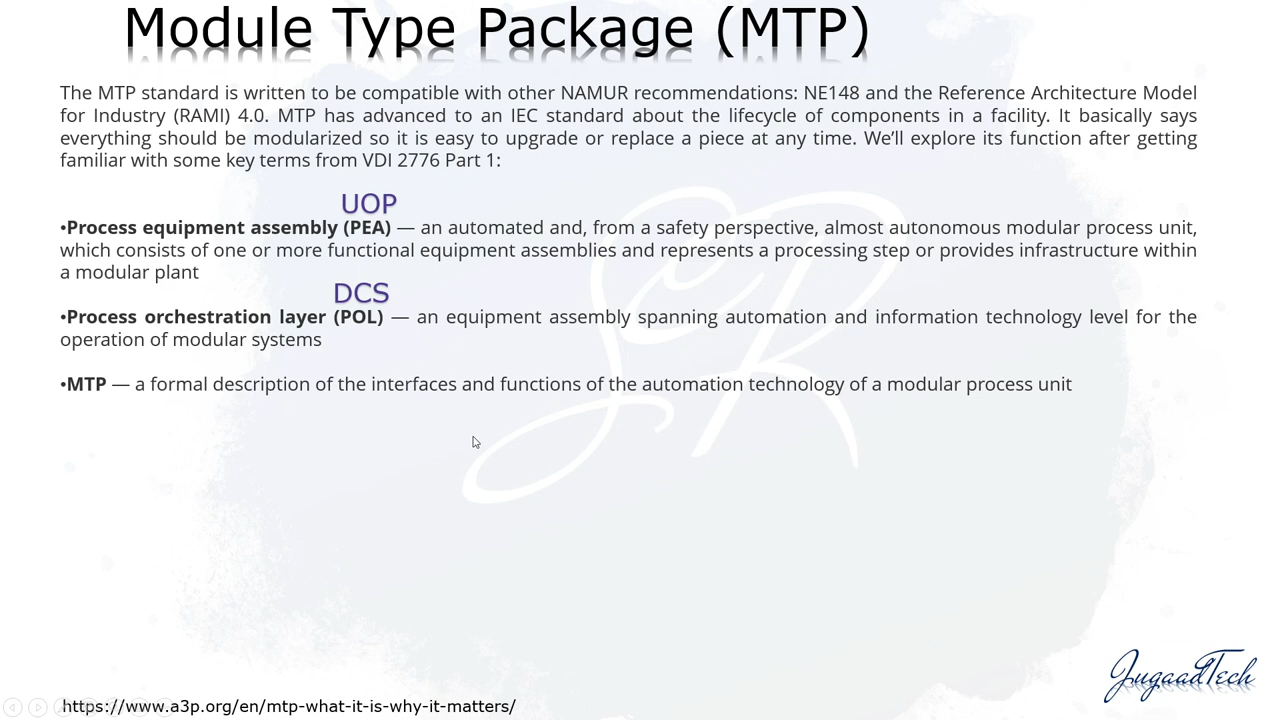 Module Type Package (MTP)
The MTP standard is written to be compatible with other NAMUR recommendations: NE148 and the Reference Architecture Model
for Industry (RAMI) 4.0. MTP has advanced to an IEC standard about the lifecycle of components in a facility. It basically says
everything should be modularized so it is easy to upgrade or replace a piece at any time. We’ll explore its function after getting
familiar with some key terms from VDI 2776 Part 1:
UOP
•Process equipment assembly (PEA) — an automated and, from a safety perspective, almost autonomous modular process unit,
which consists of one or more functional equipment assemblies and represents a processing step or provides infrastructure within
a modular plant
DCS
•Process orchestration layer (POL) — an equipment assembly spanning automation and information technology level for the
operation of modular systems
•MTP — a formal description of the interfaces and functions of the automation technology of a modular process unit
SR
JugaadTech
https://www.a3p.org/en/mtp-what-it-is-why-it-matters/